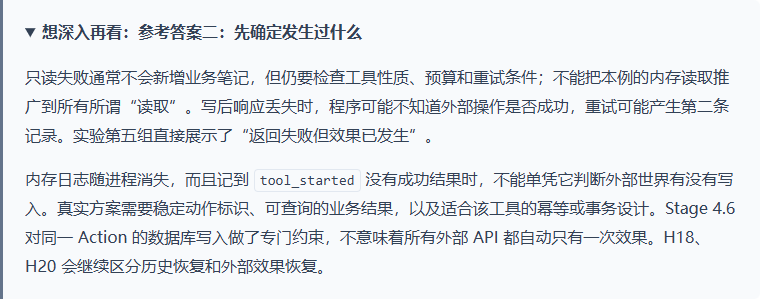 ▼ 想深入再看：参考答案二：先确定发生过什么
只读失败通常不会新增业务笔记，但仍要检查工具性质、预算和重试条件；不能把本例的内存读取推
广到所有所谓“读取”。写后响应丢失时，程序可能不知道外部操作是否成功，重试可能产生第二条
记录。实验第五组直接展示了“返回失败但效果已发生”。
内存日志随进程消失，而且记到 tool_started 没有成功结果时，不能单凭它判断外部世界有没有写
入。真实方案需要稳定动作标识、可查询的业务结果，以及适合该工具的幂等或事务设计。Stage 4.6
对同一 Action 的数据库写入做了专门约束，不意味着所有外部 API 都自动只有一次效果。H18、
H20 会继续区分历史恢复和外部效果恢复。